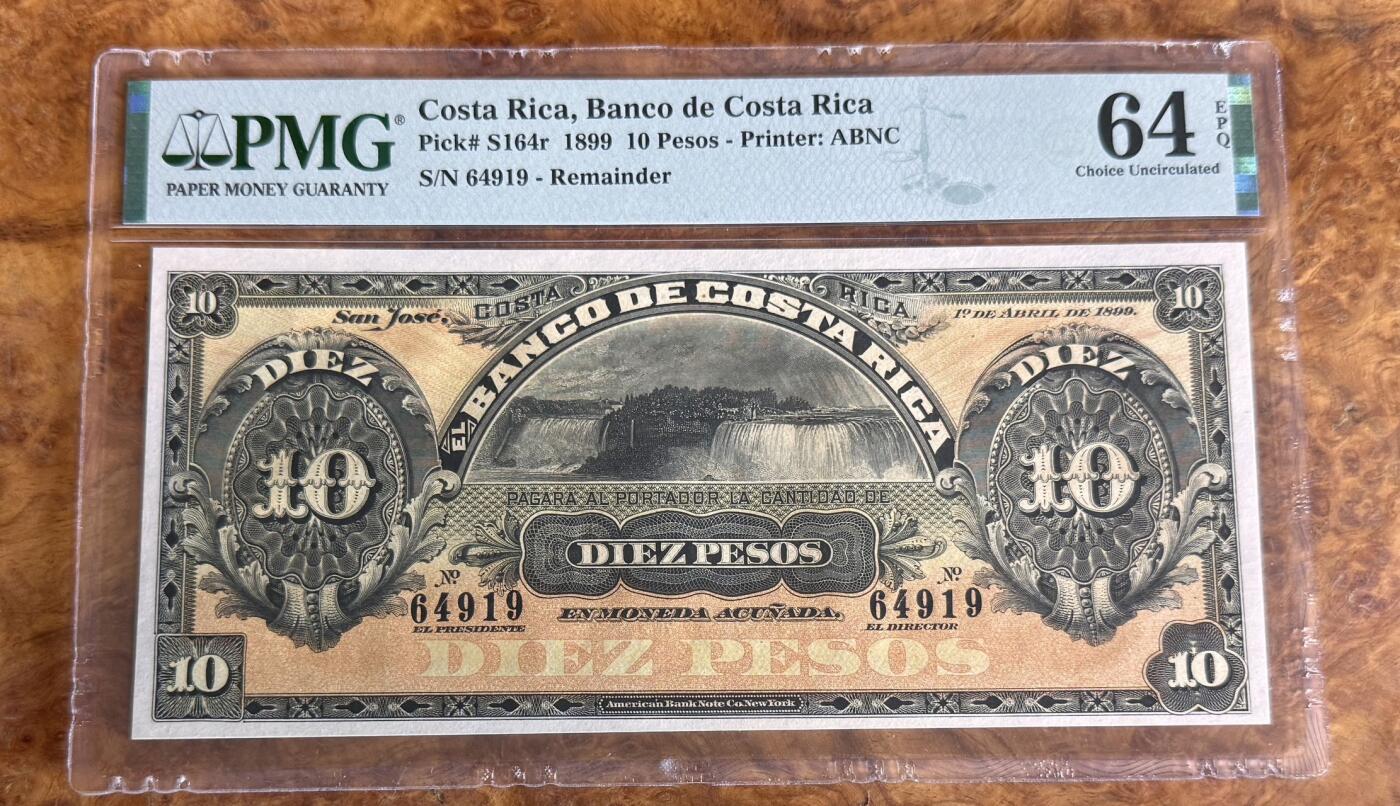 PMG®
PAPER MONEY GUARANTY
Costa Rica, Banco de Costa Rica
Pick# S164r 1899 10 Pesos - Printer: ABNC
S/N 64919 - Remainder
64
EPQ
Choice Uncirculated
10
San José,
COSTA RICA
1º DE ABRIL DE 1899.
10
EL BANCO DE COSTA RICA
DIEZ
DIEZ
10
10
PAGARA AL PORTADOR LA CANTIDAD DE
DIEZ PESOS
Nº
Nº
64919
EN MONEDA ACUÑADA.
64919
EL PRESIDENTE
EL DIRECTOR
DIEZ PESOS
10
10
American Bank Note Co. New York